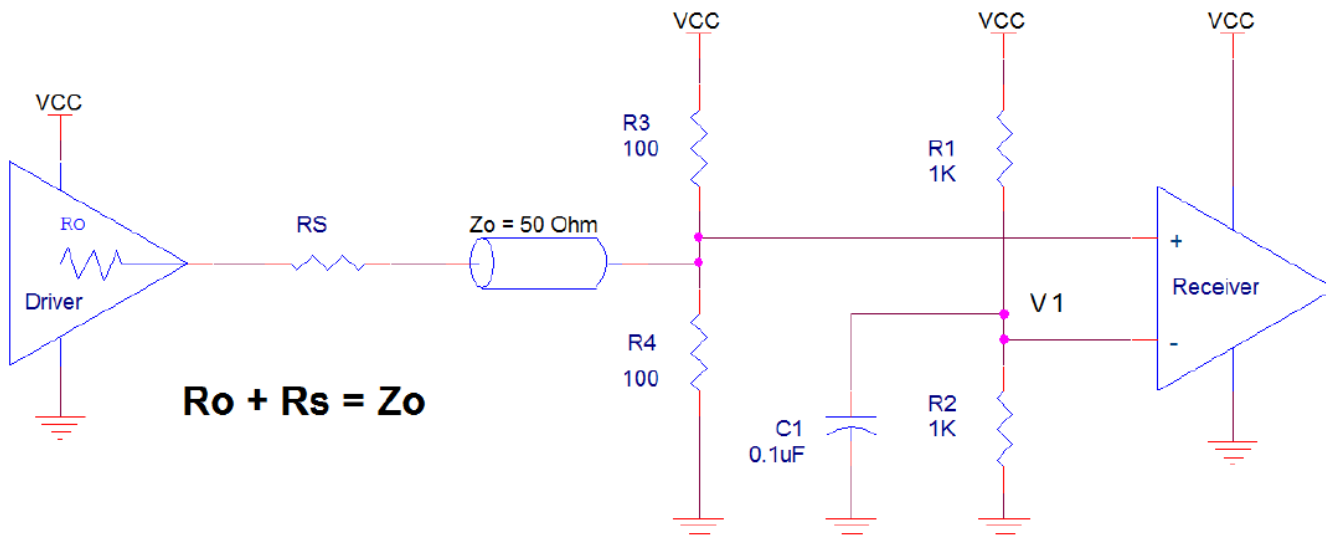 VCC
VCC
VCC
VCC
R3
100
R1
1K
Ro
RS
Zo = 50 Ohm
+
Receiver
Driver
V1
-
R4
100
Ro + Rs = Zo
R2
1K
C1
0.1uF